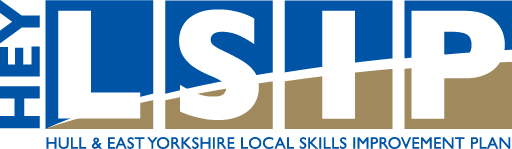 HEY
LSIP
HULL & EAST YORKSHIRE LOCAL SKILLS IMPROVEMENT PLAN